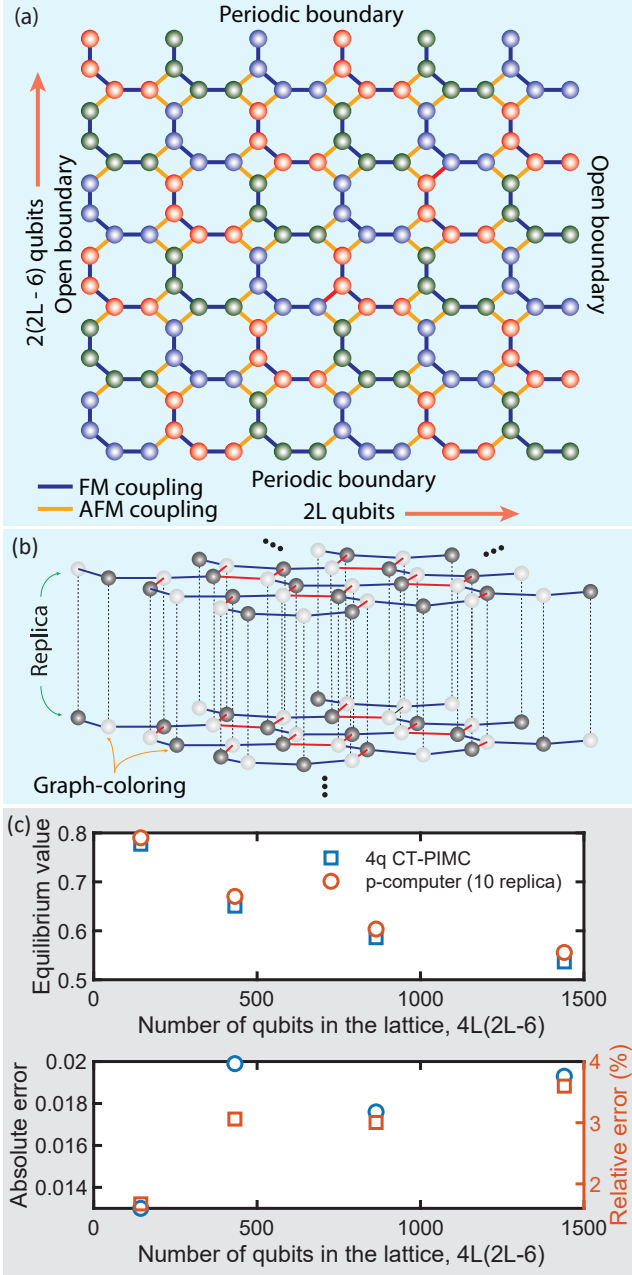 (a)
Periodic boundary
2(2L - 6) qubits
Open boundary
Open boundary
Periodic boundary
FM coupling
AFM coupling
2L qubits
(b)
Replica
Graph-coloring
(c)
Equilibrium value
0.8
0.7
0.6
0.5
4q CT-PIMC
p-computer (10 replica)
0
500
1000
1500
Number of qubits in the lattice, 4L(2L-6)
Absolute error
0.02
0.018
0.016
0.014
Relative error (%)
4
3
2
0
500
1000
1500
Number of qubits in the lattice, 4L(2L-6)